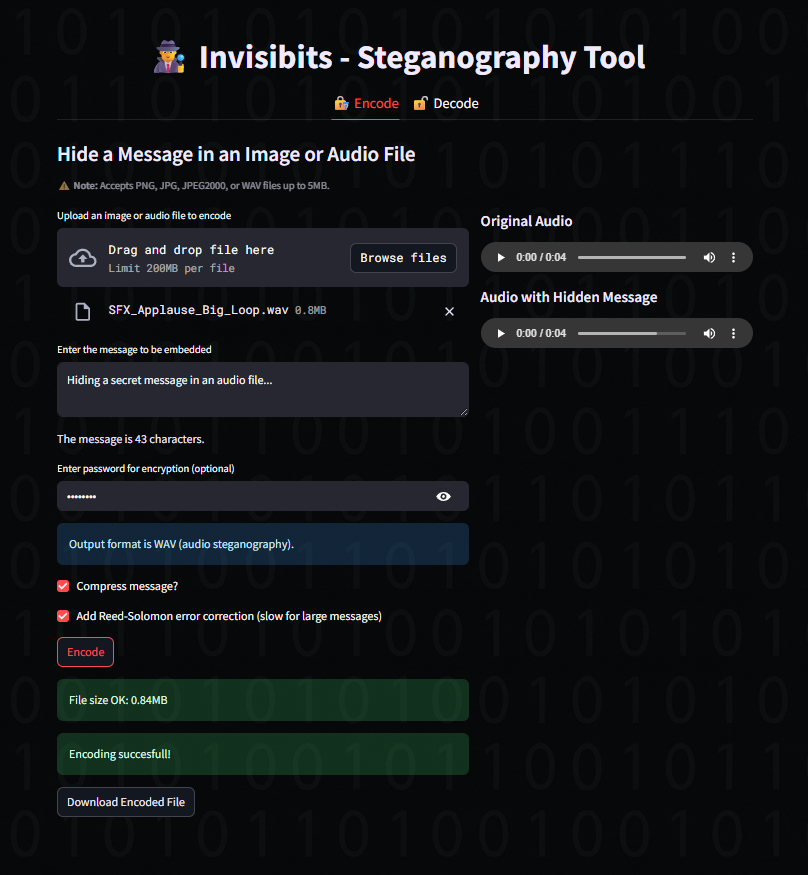 Invisibits - Steganography Tool
Encode
Decode
Hide a Message in an Image or Audio File
Note: Accepts PNG, JPG, JPEG2000, or WAV files up to 5MB.
Upload an image or audio file to encode
Drag and drop file here
Limit 200MB per file
Browse files
SFX_Applause_Big_Loop.wav 0.8MB
Enter the message to be embedded
Hiding a secret message in an audio file...
The message is 43 characters.
Enter password for encryption (optional)
••••••••
Output format is WAV (audio steganography).
Compress message?
Add Reed-Solomon error correction (slow for large messages)
Encode
File size OK: 0.84MB
Encoding succesfull!
Download Encoded File
Original Audio
0:00 / 0:04
Audio with Hidden Message
0:00 / 0:04